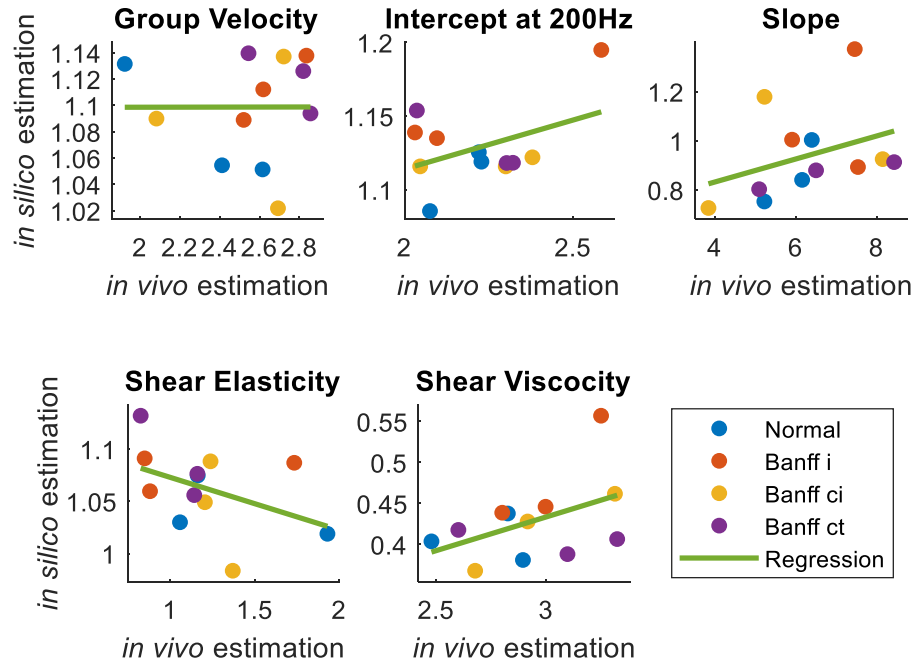 Group Velocity
Intercept at 200Hz
Slope
in silico estimation
1.14
1.12
1.1
1.08
1.06
1.04
1.02
2
2.2
2.4
2.6
2.8
in vivo estimation
1.2
1.15
1.1
2
2.5
in vivo estimation
1.2
1
0.8
4
6
8
in vivo estimation
Shear Elasticity
Shear Viscocity
in silico estimation
1.1
1.05
1
1
1.5
2
in vivo estimation
0.55
0.5
0.45
0.4
2.5
3
in vivo estimation
Normal
Banff i
Banff ci
Banff ct
Regression